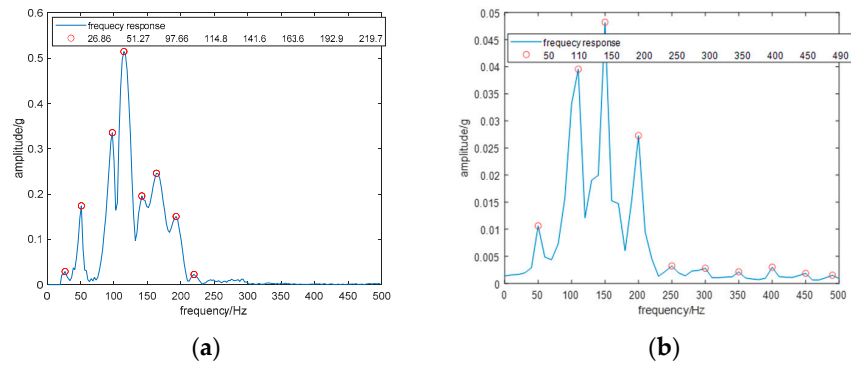 frequecy response
26.86 51.27 97.66 114.8 141.6 163.6 192.9 219.7
0.6
0.5
0.4
0.3
0.2
0.1
0
amplitude/g
0 50 100 150 200 250 300 350 400 450 500
frequency/Hz
(a)
frequecy response
50 110 150 200 250 300 350 400 450 490
0.05
0.045
0.04
0.035
0.03
0.025
0.02
0.015
0.01
0.005
0
amplitude/g
0 50 100 150 200 250 300 350 400 450 500
frequency/Hz
(b)